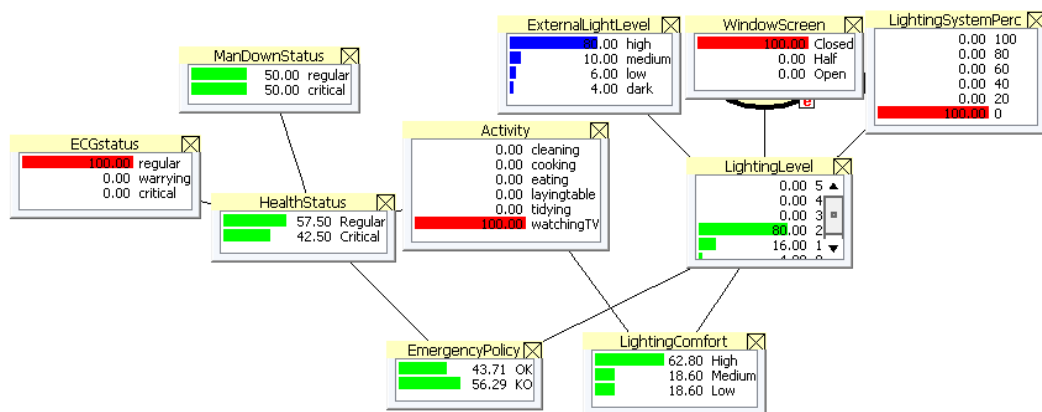 ExternalLightLevel
80.00 high
10.00 medium
6.00 low
4.00 dark
WindowScreen
100.00 Closed
0.00 Half
0.00 Open
e
LightingSystemPerc
0.00 100
0.00 80
0.00 60
0.00 40
0.00 20
100.00 0
ManDownStatus
50.00 regular
50.00 critical
ECGstatus
100.00 regular
0.00 warrying
0.00 critical
Activity
0.00 cleaning
0.00 cooking
0.00 eating
0.00 layingtable
0.00 tidying
100.00 watchingTV
LightingLevel
0.00 5
0.00 4
0.00 3
80.00 2
16.00 1
4.00 0
HealthStatus
57.50 Regular
42.50 Critical
EmergencyPolicy
43.71 OK
56.29 KO
LightingComfort
62.80 High
18.60 Medium
18.60 Low